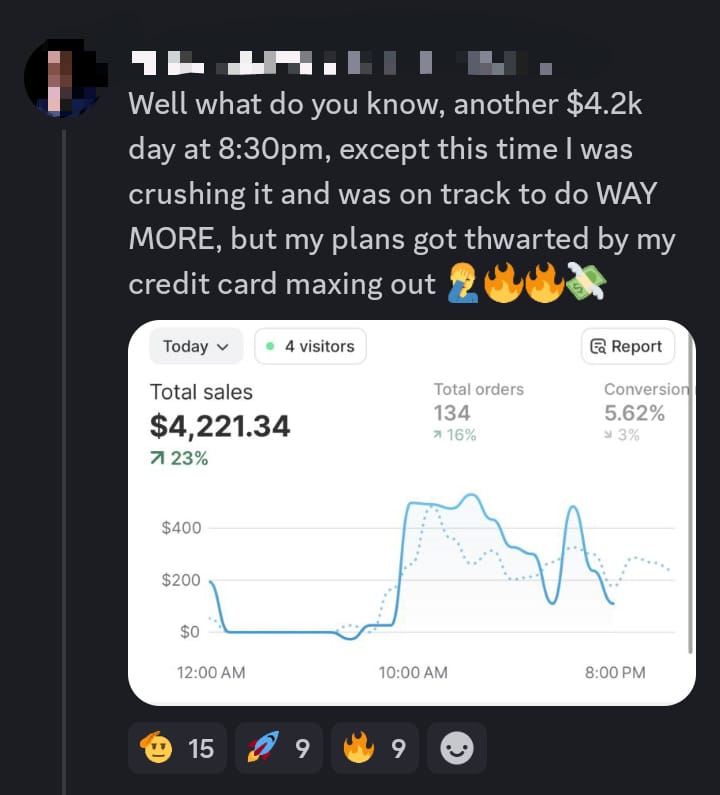 Well what do you know, another $4.2k
day at 8:30pm, except this time I was
crushing it and was on track to do WAY
MORE, but my plans got thwarted by my
credit card maxing out 🤦‍♂️🔥🔥💸
Today
4 visitors
Report
Total sales
Total orders
Conversion
$4,221.34
134
5.62%
23%
16%
3%
$400
$200
$0
12:00 AM
10:00 AM
8:00 PM
15
9
9